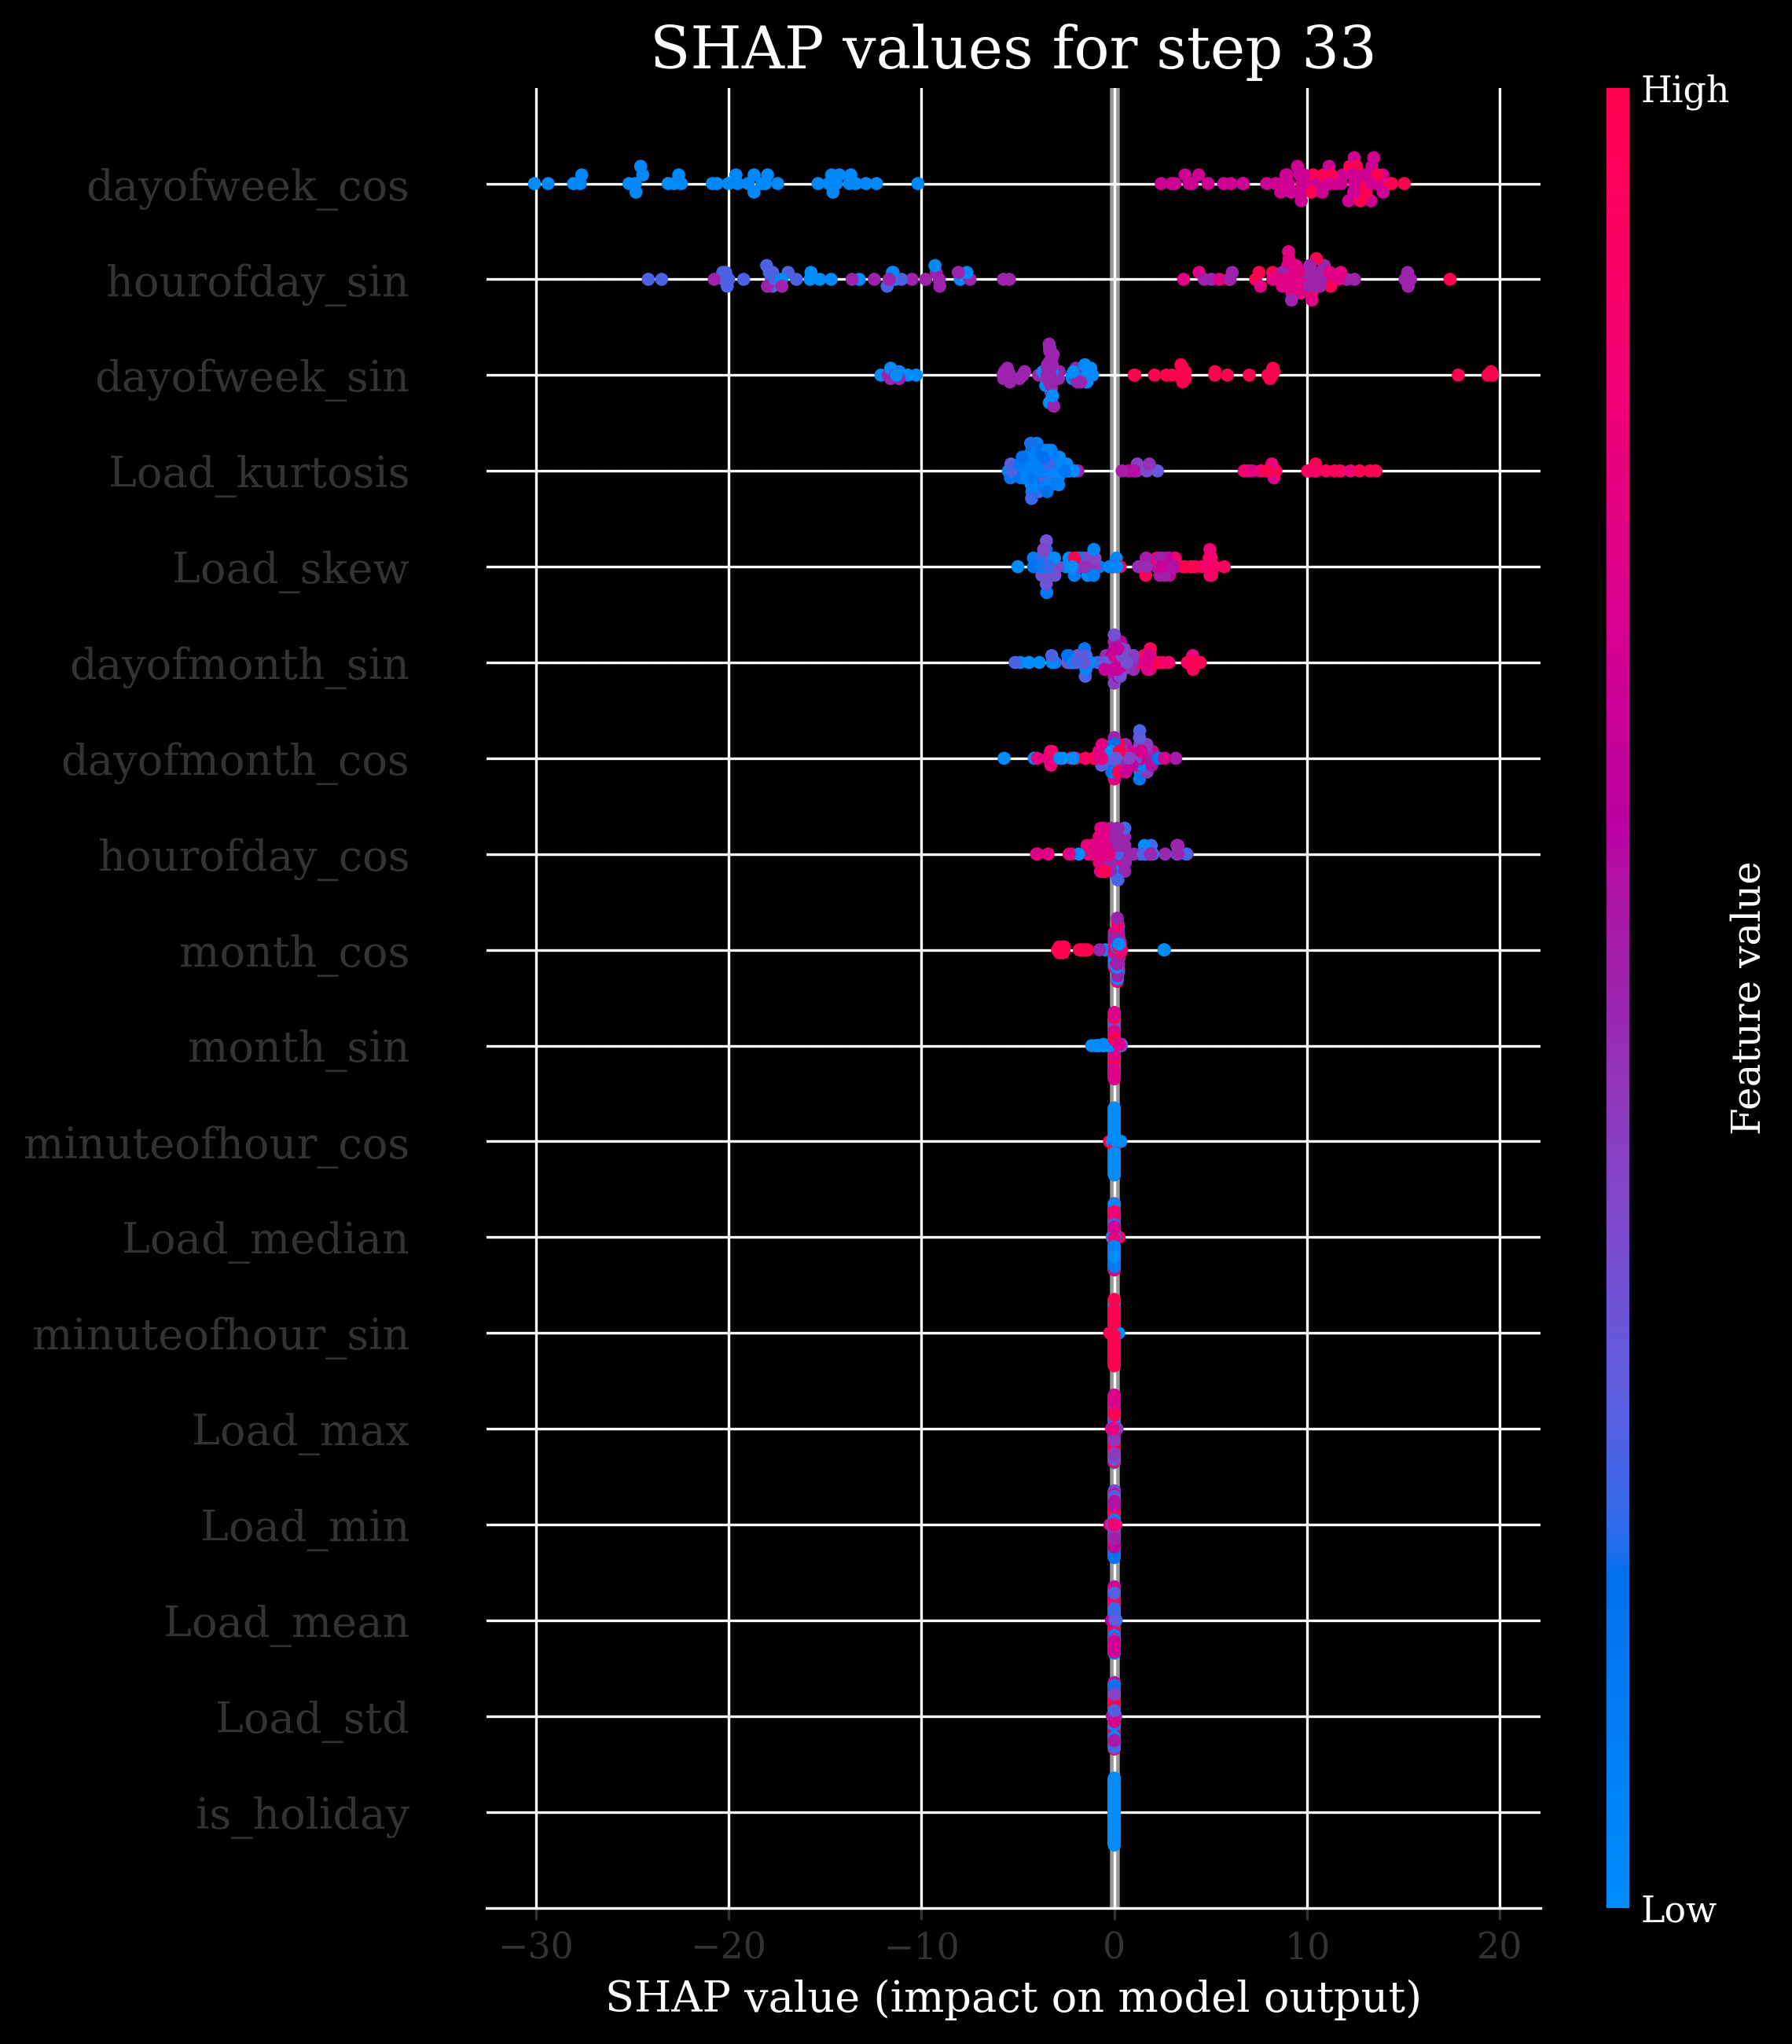 SHAP values for step 33
High
dayofweek_cos
hourofday_sin
dayofweek_sin
Load_kurtosis
Load_skew
dayofmonth_sin
dayofmonth_cos
hourofday_cos
month_cos
month_sin
minuteofhour_cos
Load_median
minuteofhour_sin
Load_max
Load_min
Load_mean
Load_std
is_holiday
Feature value
Low
−30 −20 −10 0 10 20
SHAP value (impact on model output)